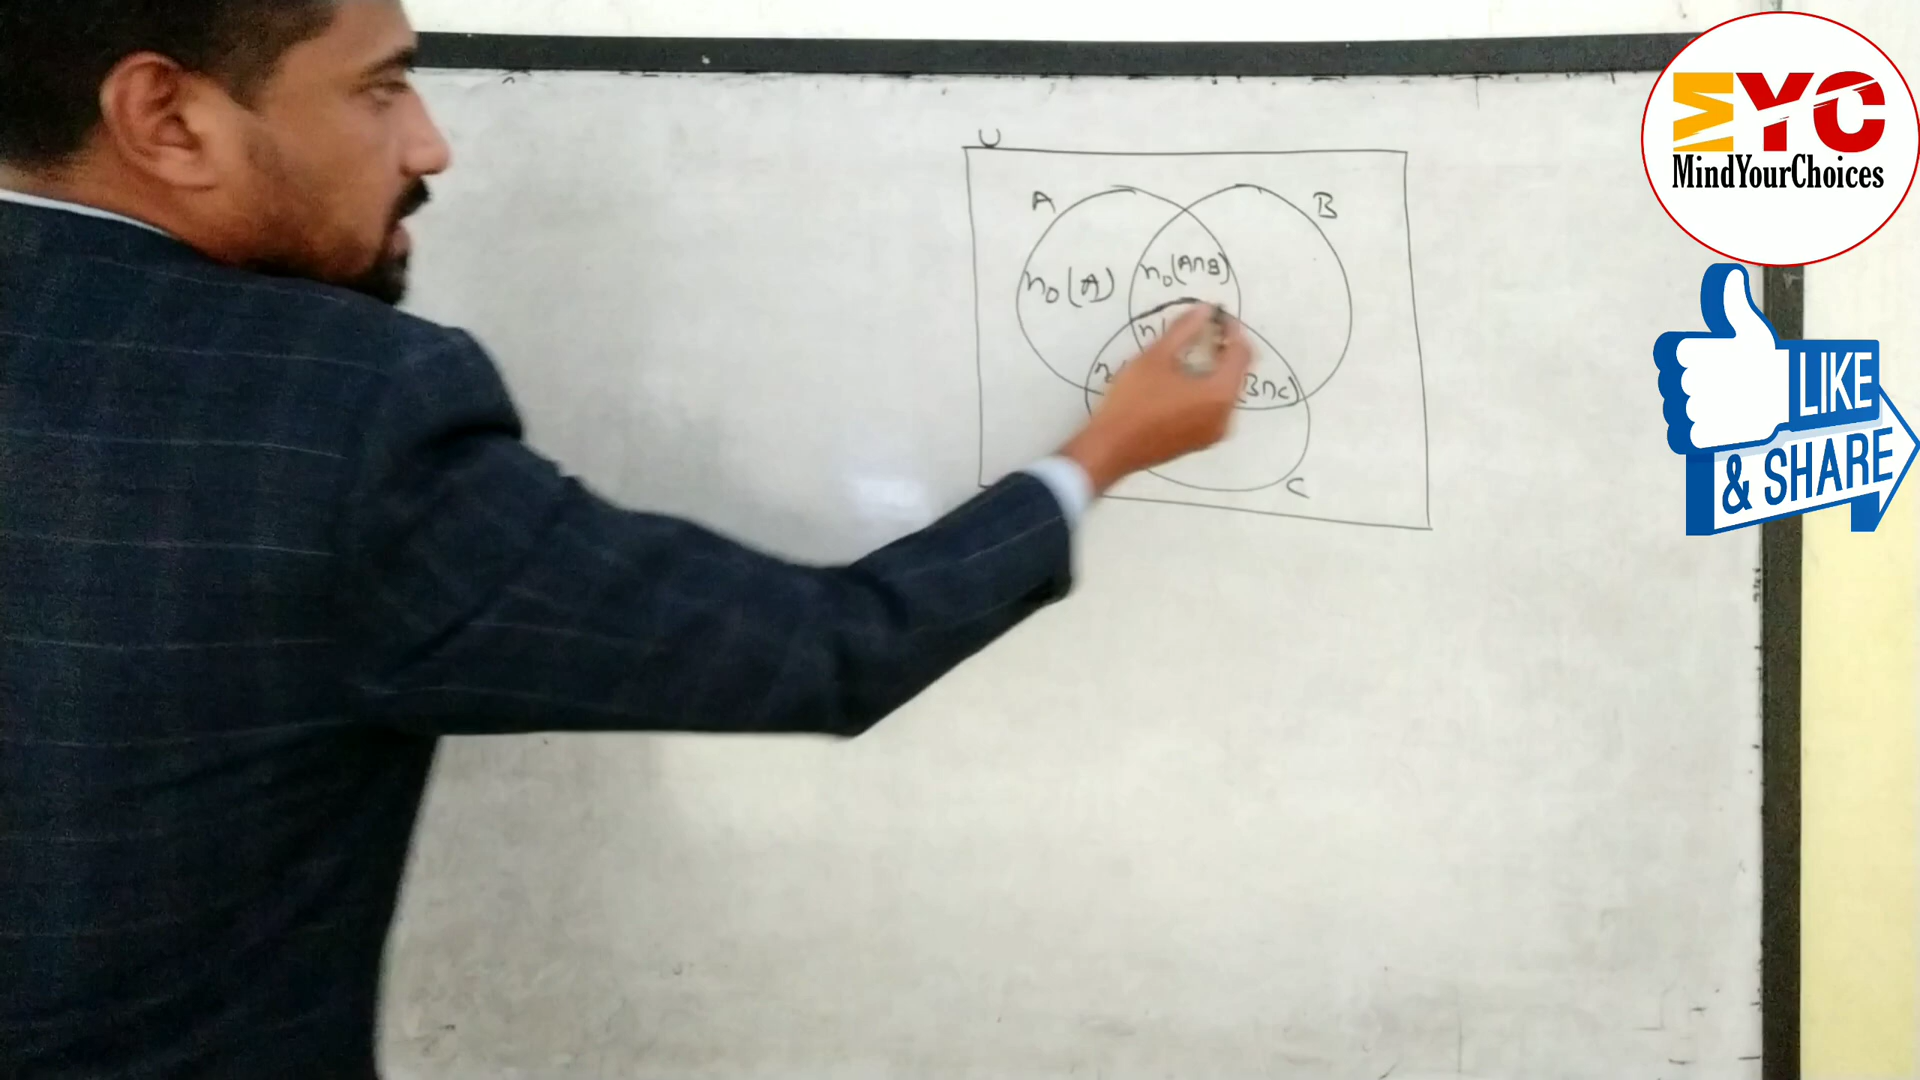 U
A
B
n₀(A)
n₀(A∩B)
n(
n
(B∩C)
C
MYC
MindYourChoices
LIKE
& SHARE